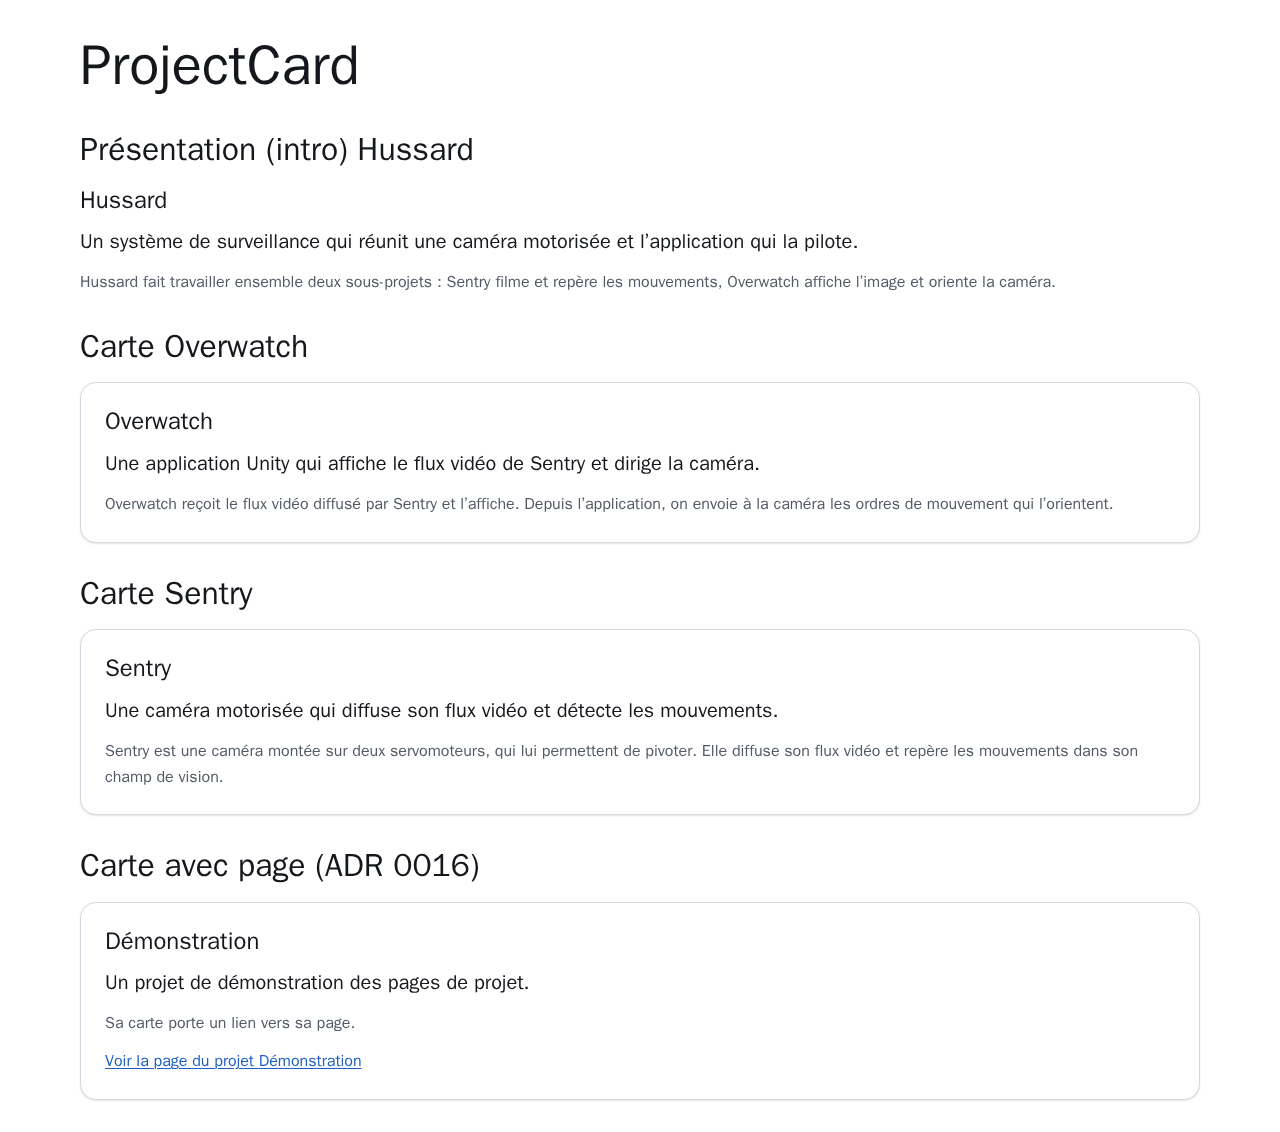 ProjectCard
Présentation (intro) Hussard
Hussard
Un système de surveillance qui réunit une caméra motorisée et l’application qui la pilote.
Hussard fait travailler ensemble deux sous-projets : Sentry filme et repère les mouvements, Overwatch affiche l’image et oriente la caméra.
Carte Overwatch
Overwatch
Une application Unity qui affiche le flux vidéo de Sentry et dirige la caméra.
Overwatch reçoit le flux vidéo diffusé par Sentry et l’affiche. Depuis l’application, on envoie à la caméra les ordres de mouvement qui l’orientent.
Carte Sentry
Sentry
Une caméra motorisée qui diffuse son flux vidéo et détecte les mouvements.
Sentry est une caméra montée sur deux servomoteurs, qui lui permettent de pivoter. Elle diffuse son flux vidéo et repère les mouvements dans son
champ de vision.
Carte avec page (ADR 0016)
Démonstration
Un projet de démonstration des pages de projet.
Sa carte porte un lien vers sa page.
Voir la page du projet Démonstration